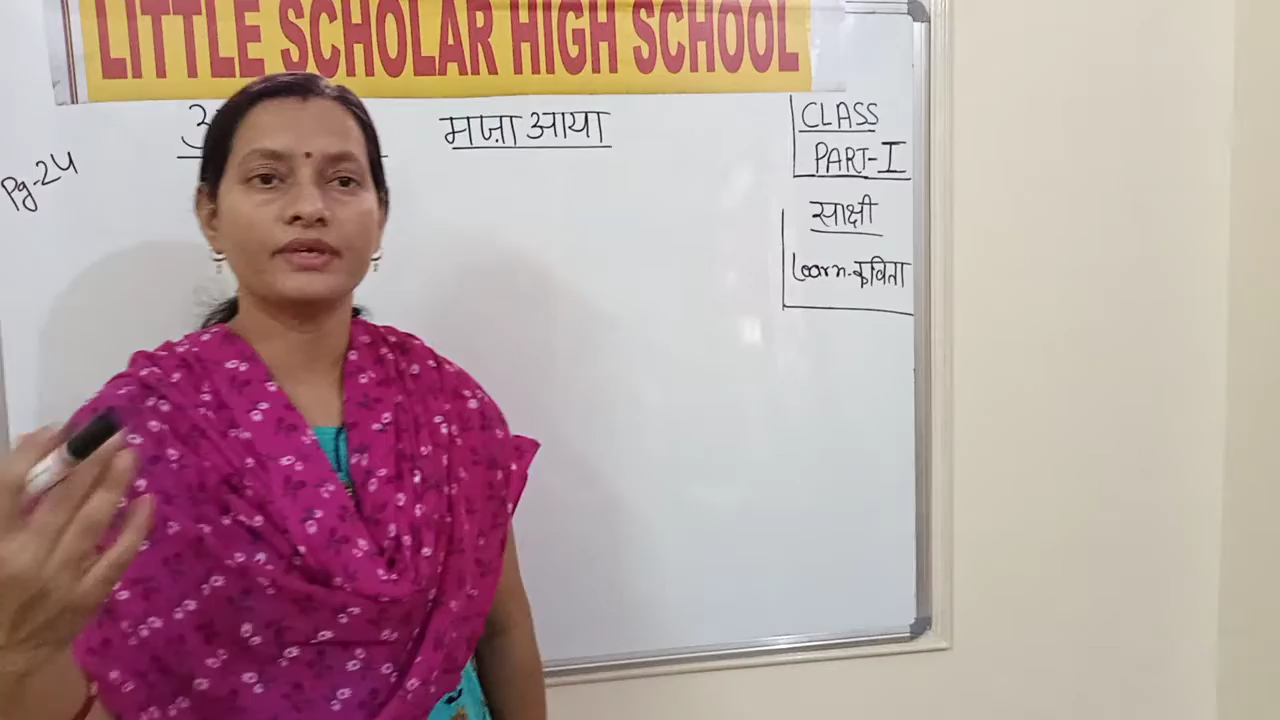 LITTLE SCHOLAR HIGH SCHOOL
Pg-24
मज़ा आया
CLASS
PART-I
साक्षी
Learn-कविता